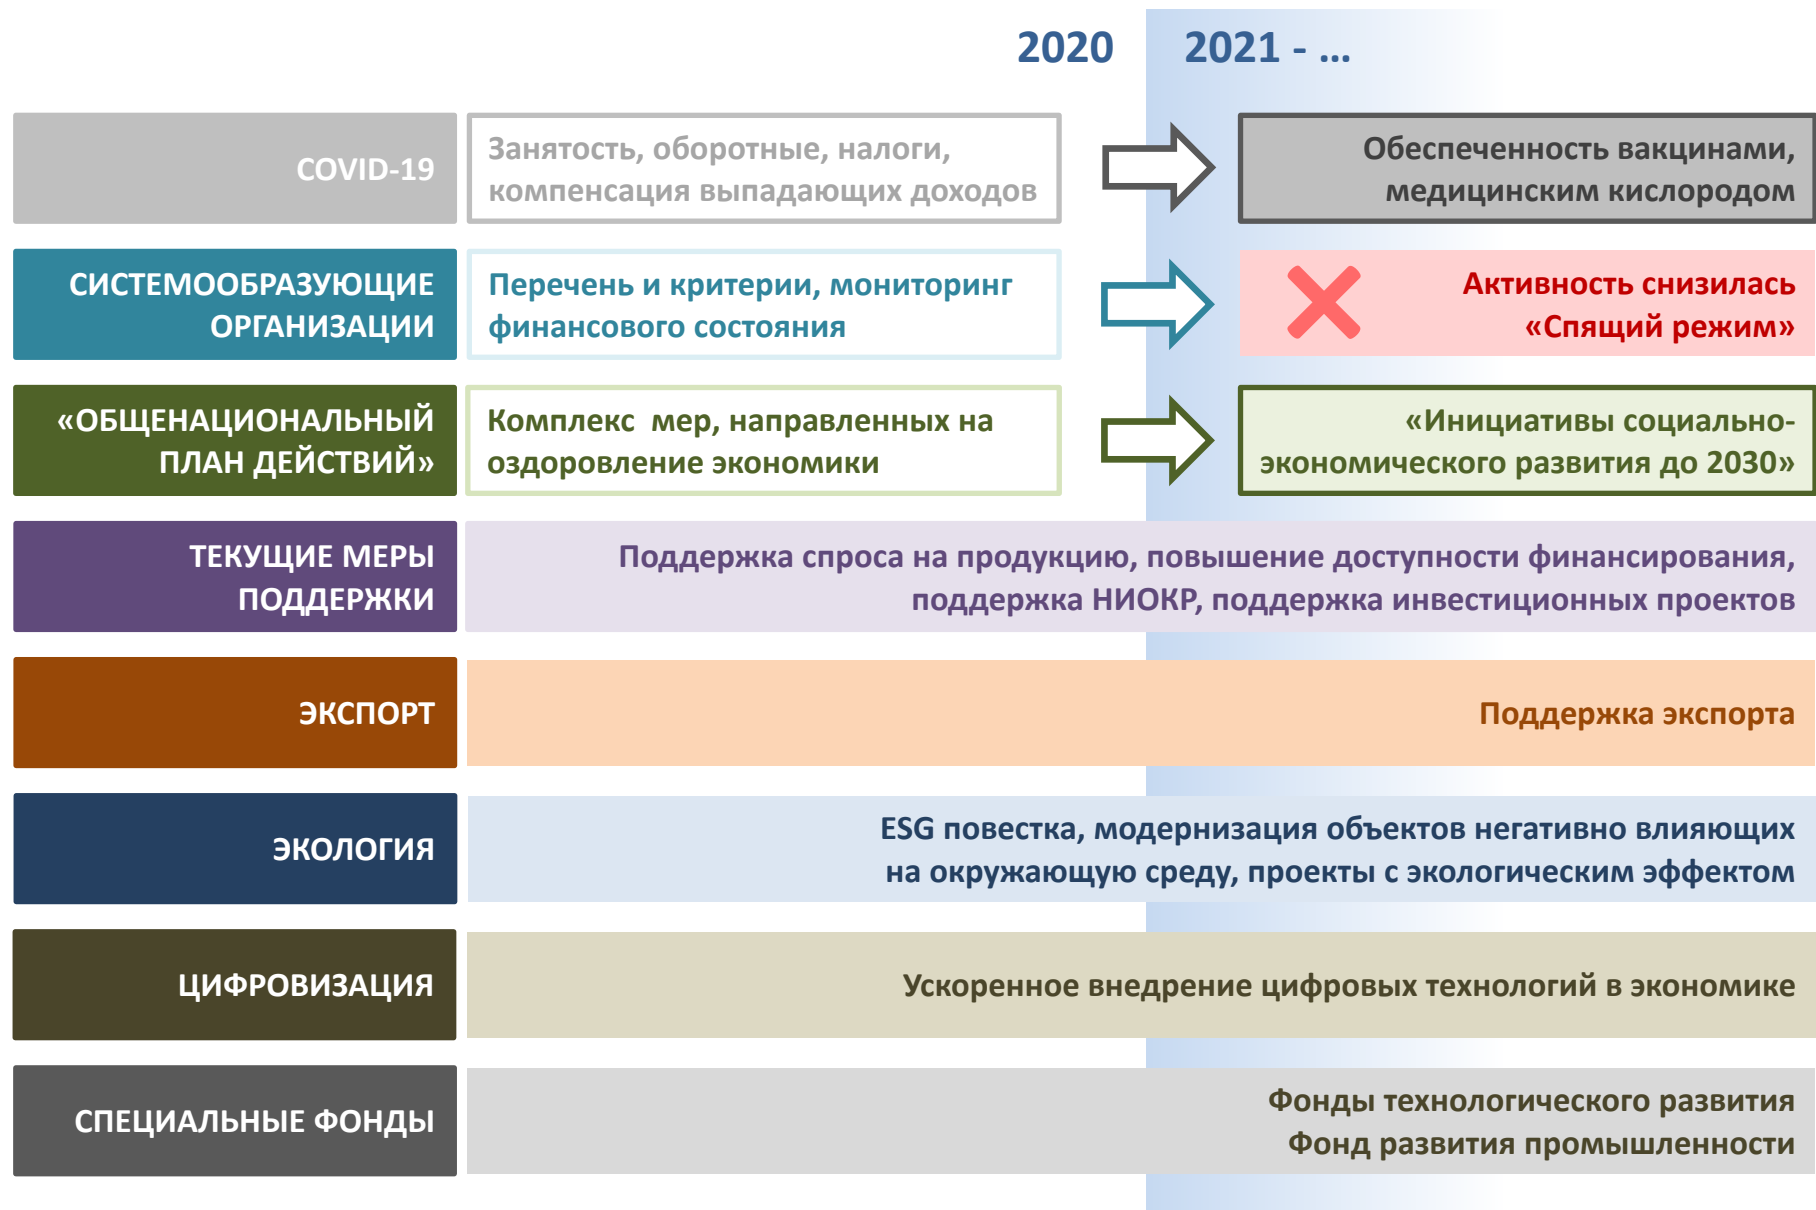 2020
2021 - ...
COVID-19
Занятость, оборотные, налоги,
компенсация выпадающих доходов
Обеспеченность вакцинами,
медицинским кислородом
СИСТЕМООБРАЗУЮЩИЕ
ОРГАНИЗАЦИИ
Перечень и критерии, мониторинг
финансового состояния
Активность снизилась
«Спящий режим»
«ОБЩЕНАЦИОНАЛЬНЫЙ
ПЛАН ДЕЙСТВИЙ»
Комплекс  мер, направленных на
оздоровление экономики
«Инициативы социально-
экономического развития до 2030»
ТЕКУЩИЕ МЕРЫ
ПОДДЕРЖКИ
Поддержка спроса на продукцию, повышение доступности финансирования,
поддержка НИОКР, поддержка инвестиционных проектов
ЭКСПОРТ
Поддержка экспорта
ЭКОЛОГИЯ
ESG повестка, модернизация объектов негативно влияющих
на окружающую среду, проекты с экологическим эффектом
ЦИФРОВИЗАЦИЯ
Ускоренное внедрение цифровых технологий в экономике
СПЕЦИАЛЬНЫЕ ФОНДЫ
Фонды технологического развития
Фонд развития промышленности